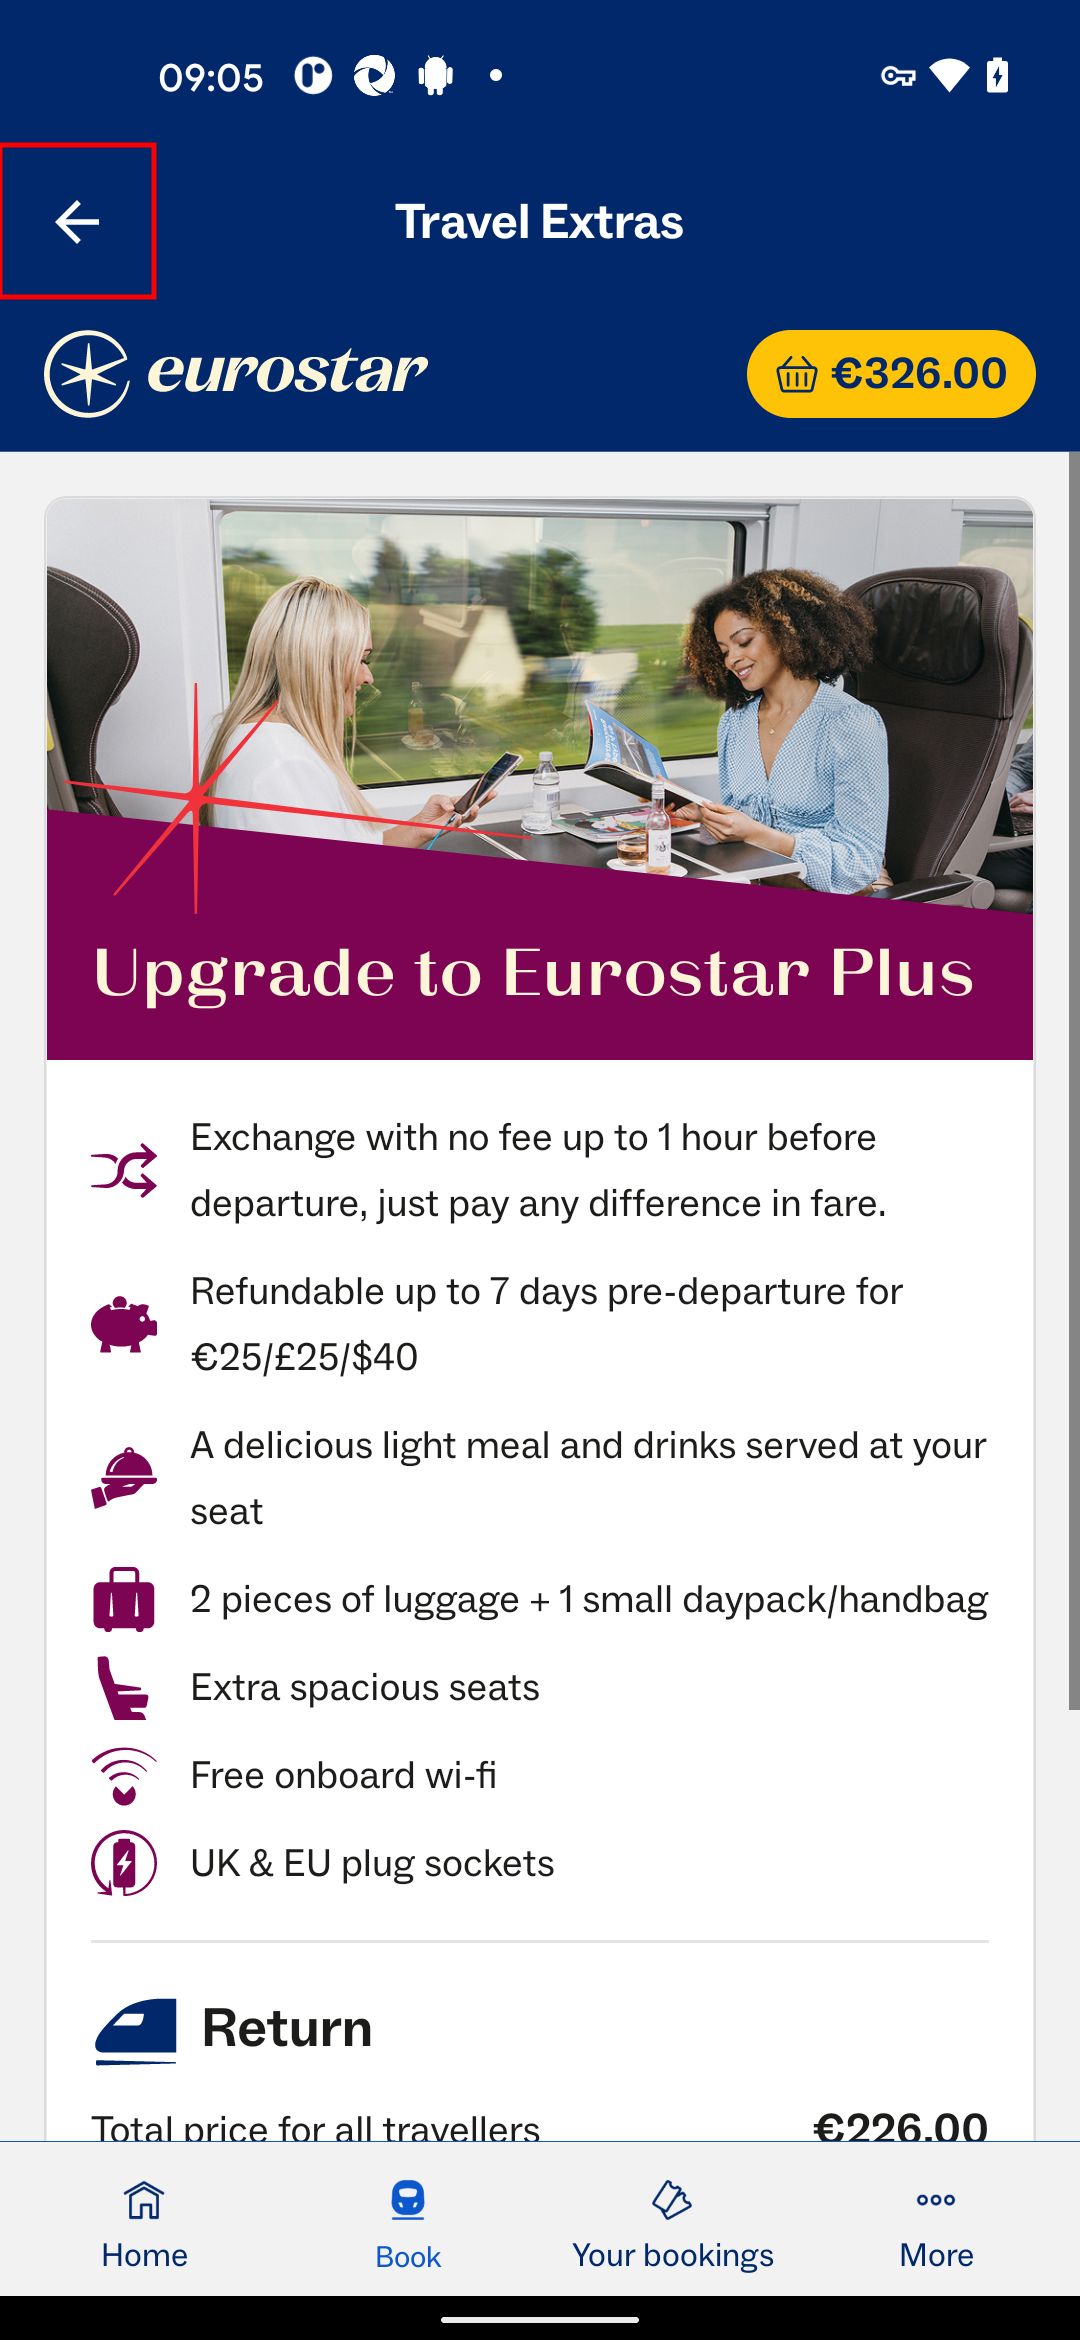 09:05
Travel Extras
eurostar
€326.00
Upgrade to Eurostar Plus
Exchange with no fee up to 1 hour before
departure, just pay any difference in fare.
Refundable up to 7 days pre-departure for
€25/£25/$40
A delicious light meal and drinks served at your
seat
2 pieces of luggage + 1 small daypack/handbag
Extra spacious seats
Free onboard wi-fi
UK & EU plug sockets
Return
Total price for all travellers €226.00
Home Book Your bookings More